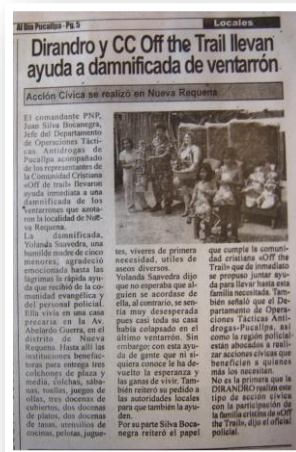 Al Dia Pucallpa - Pg. 5
Locales
Dirandro y CC Off the Trail llevan
ayuda a damnificada de ventarrón
Acción Cívica se realizó en Nueva Requena
El comandante PNP,
Juan Silva Bocanegra,
Jefe del Departamento
de Operaciones Tácti-
cas Antidrogas de
Pucallpa acompañado
de los representantes de
la Comunidad Cristiana
«Off de trail» llevaron
ayuda inmediata a una
damnificada de los
ventarrones que azota-
ron la localidad de Nue-
va Requena.
La damnificada,
Yolanda Saavedra, una
humilde madre de cinco
menores, agradeció
emocionada hasta las
lágrimas la rápida ayu-
da que recibió de la co-
munidad evangélica y
del personal policial.
Ella vivía en una casa
precaria en la Av.
Abelardo Guerra, en el
distrito de Nueva
Requena. Hasta allí las
instituciones benefac-
toras para entrega tres
colchones de plaza y
media, colchas, sába-
nas, toallas, juegos de
ollas, tres docenas de
cubiertos, dos docenas
de platos, dos docenas
de tasas, utensilios de
cocinas, pelotas, jugue-
tes, víveres de primera
necesidad, utiles de
aseos diversos.
Yolanda Saavedra dijo
que no esperaba que al-
guien se acordase de
ella, al contrario, se sen-
tía muy desesperada
pues casi toda su casa
había colapsado en el
último ventarrón. Sin
embargo; con esta ayu-
da de gente que ni si-
quiera conoce le ha de-
vuelto la esperanza y
las ganas de vivir. Tam-
bién reiteró su pedido a
las autoridades locales
para que también la ayu-
den.
Por su parte Silva Boca-
negra reiteró el papel
que cumple la comuni-
dad cristiana «Off the
Trail» que de inmediato
se propuso juntar ayu-
da para llevar hasta esta
familia necesitada. Tam-
bién señaló que el De-
partamento de Opera-
ciones Tácticas Anti-
drogas-Pucallpa, así
como la región policial
están abocados a reali-
zar acciones cívicas que
benefician a quienes
más los necesitan.
No es la primera que la
DIRANDRO realiza este
tipo de acción cívica
con la participación de
la familia cristina de «Off
the Trail», dijo el oficial
policial.